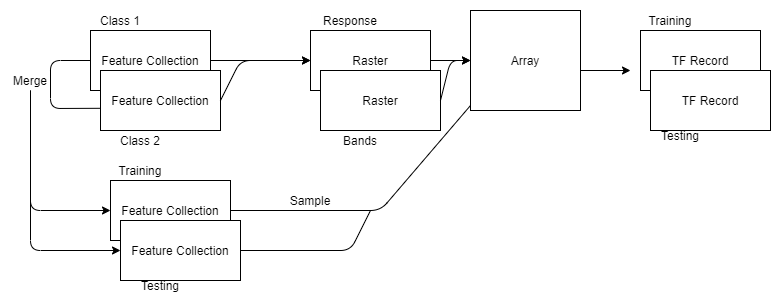 Class 1
Response
Training
Feature Collection
Raster
Array
TF Record
Merge
Feature Collection
Raster
TF Record
Class 2
Bands
Testing
Training
Feature Collection
Sample
Feature Collection
Testing